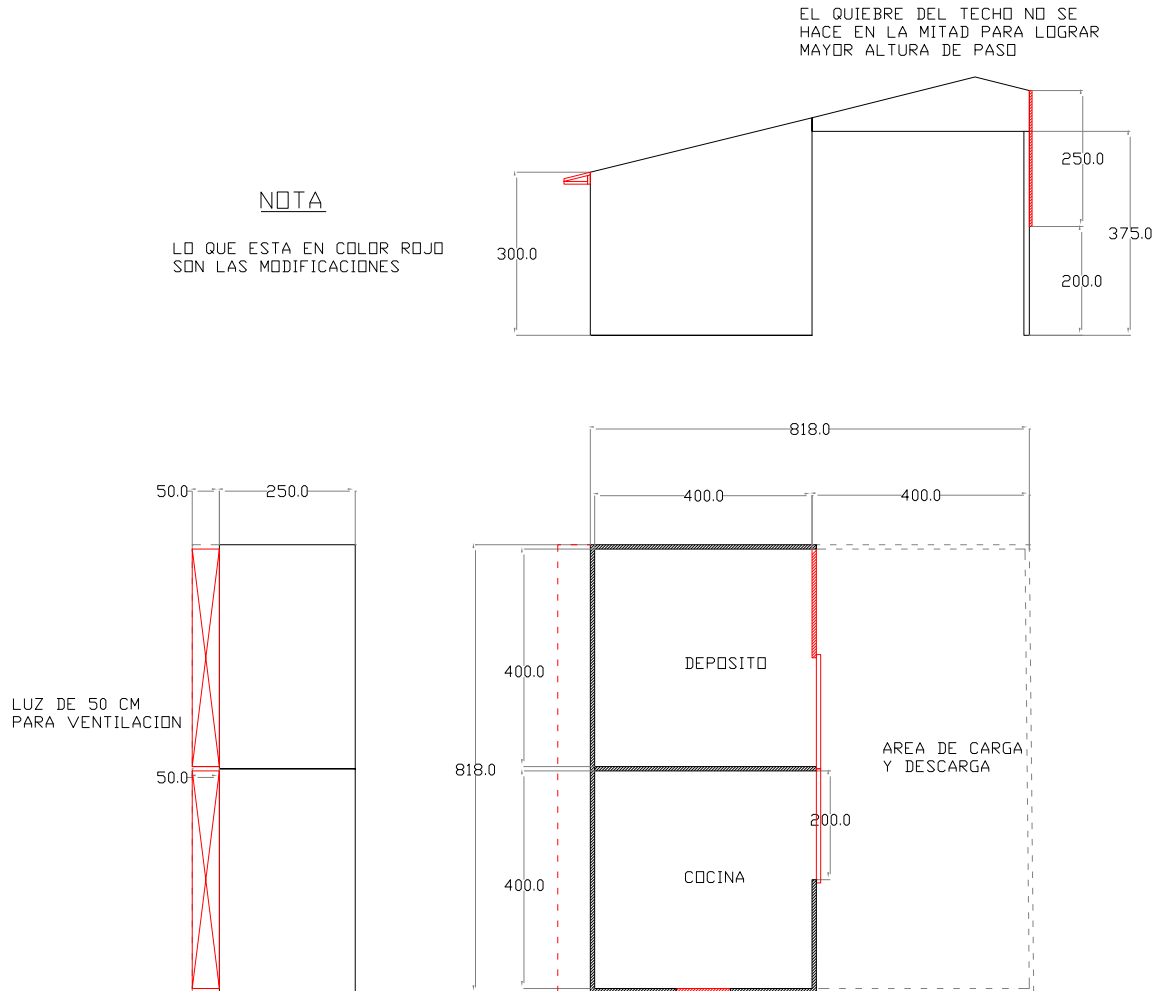 EL QUIEBRE DEL TECHO NO SE
HACE EN LA MITAD PARA LOGRAR
MAYOR ALTURA DE PASO
250.0
NOTA
375.0
LO QUE ESTA EN COLOR ROJO
SON LAS MODIFICACIONES
300.0
200.0
818.0
50.0
250.0
400.0
400.0
DEPOSITO
400.0
LUZ DE 50 CM
PARA VENTILACION
AREA DE CARGA
Y DESCARGA
818.0
50.0
200.0
COCINA
400.0